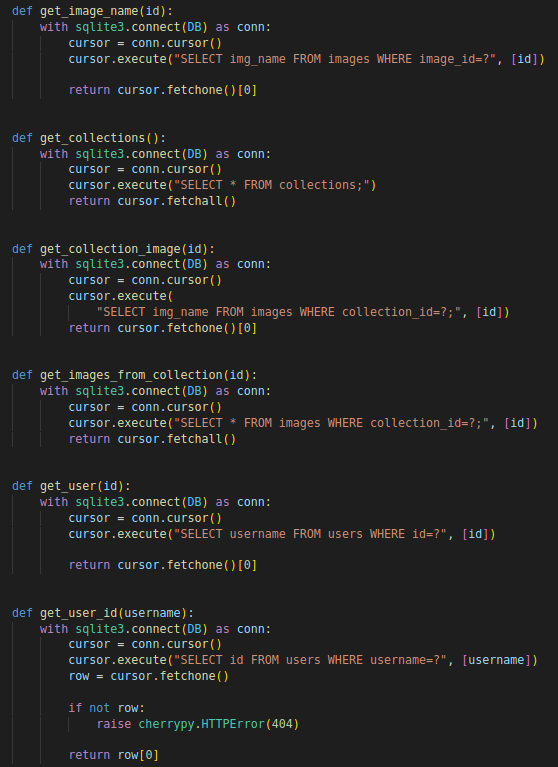 def get_image_name(id):
    with sqlite3.connect(DB) as conn:
        cursor = conn.cursor()
        cursor.execute("SELECT img_name FROM images WHERE image_id=?", [id])

        return cursor.fetchone()[0]


def get_collections():
    with sqlite3.connect(DB) as conn:
        cursor = conn.cursor()
        cursor.execute("SELECT * FROM collections;")
        return cursor.fetchall()


def get_collection_image(id):
    with sqlite3.connect(DB) as conn:
        cursor = conn.cursor()
        cursor.execute(
            "SELECT img_name FROM images WHERE collection_id=?;", [id])
        return cursor.fetchone()[0]


def get_images_from_collection(id):
    with sqlite3.connect(DB) as conn:
        cursor = conn.cursor()
        cursor.execute("SELECT * FROM images WHERE collection_id=?;", [id])
        return cursor.fetchall()


def get_user(id):
    with sqlite3.connect(DB) as conn:
        cursor = conn.cursor()
        cursor.execute("SELECT username FROM users WHERE id=?", [id])

        return cursor.fetchone()[0]


def get_user_id(username):
    with sqlite3.connect(DB) as conn:
        cursor = conn.cursor()
        cursor.execute("SELECT id FROM users WHERE username=?", [username])
        row = cursor.fetchone()

        if not row:
            raise cherrypy.HTTPError(404)

        return row[0]